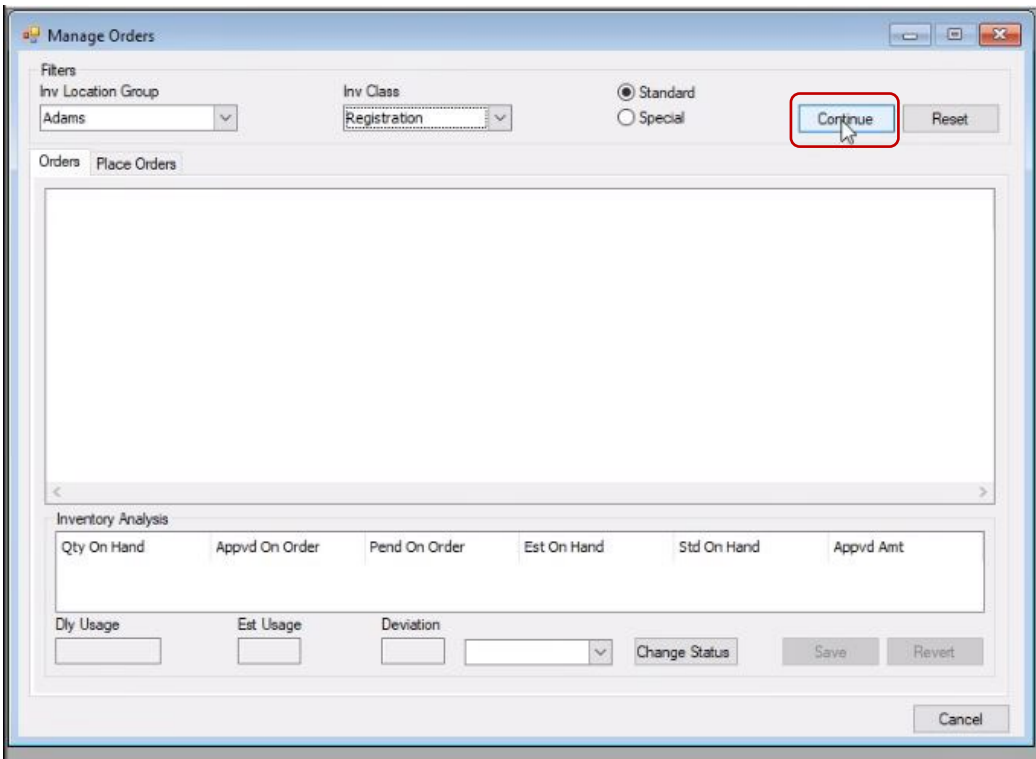 Manage Orders
Filters
Inv Location Group Inv Class Standard
Adams Registration Special Continue Reset
Orders Place Orders
Inventory Analysis
Qty On Hand Appvd On Order Pend On Order Est On Hand Std On Hand Appvd Amt
Dly Usage Est Usage Deviation
Change Status Save Revert
Cancel